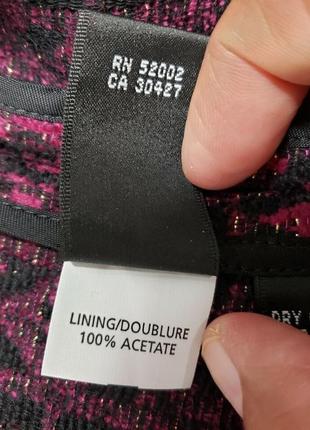 RN 52002
CA 30427
LINING/DOUBLURE
100% ACETATE
DRY